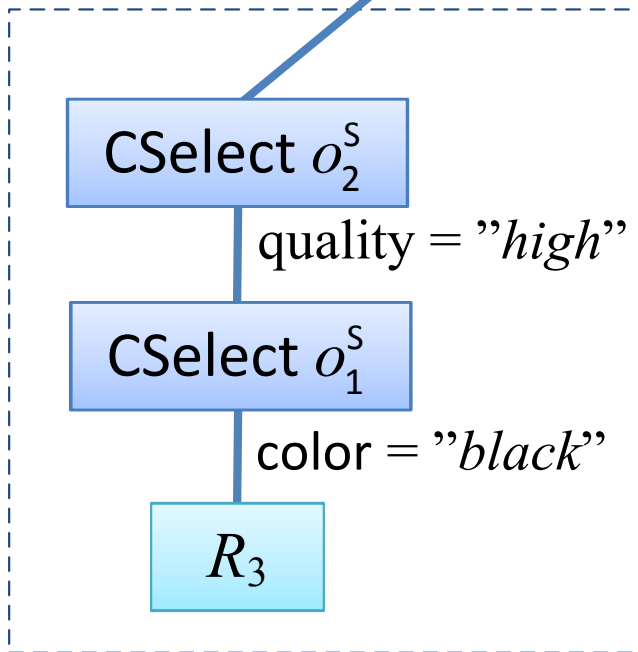 CSelect o₂ˢ
quality = ”high”
CSelect o₁ˢ
color = ”black”
R₃